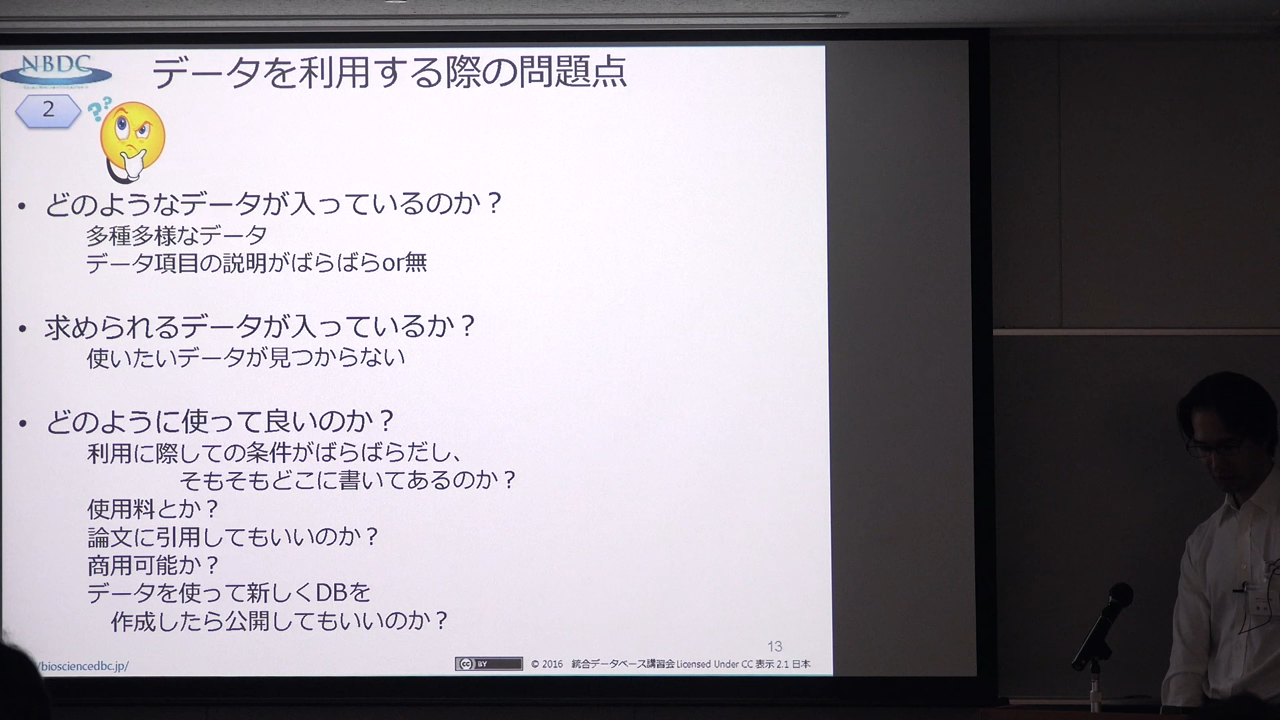 NBDC
データを利用する際の問題点
2
??
• どのようなデータが入っているのか？
多種多様なデータ
データ項目の説明がばらばらor無
• 求められるデータが入っているか？
使いたいデータが見つからない
• どのように使って良いのか？
利用に際しての条件がばらばらだし、
そもそもどこに書いてあるのか？
使用料とか？
論文に引用してもいいのか？
商用可能か？
データを使って新しくDBを
作成したら公開してもいいのか？
13
/biosciencedbc.jp/
cc BY
© 2016 統合データベース講習会 Licensed Under CC 表示 2.1 日本